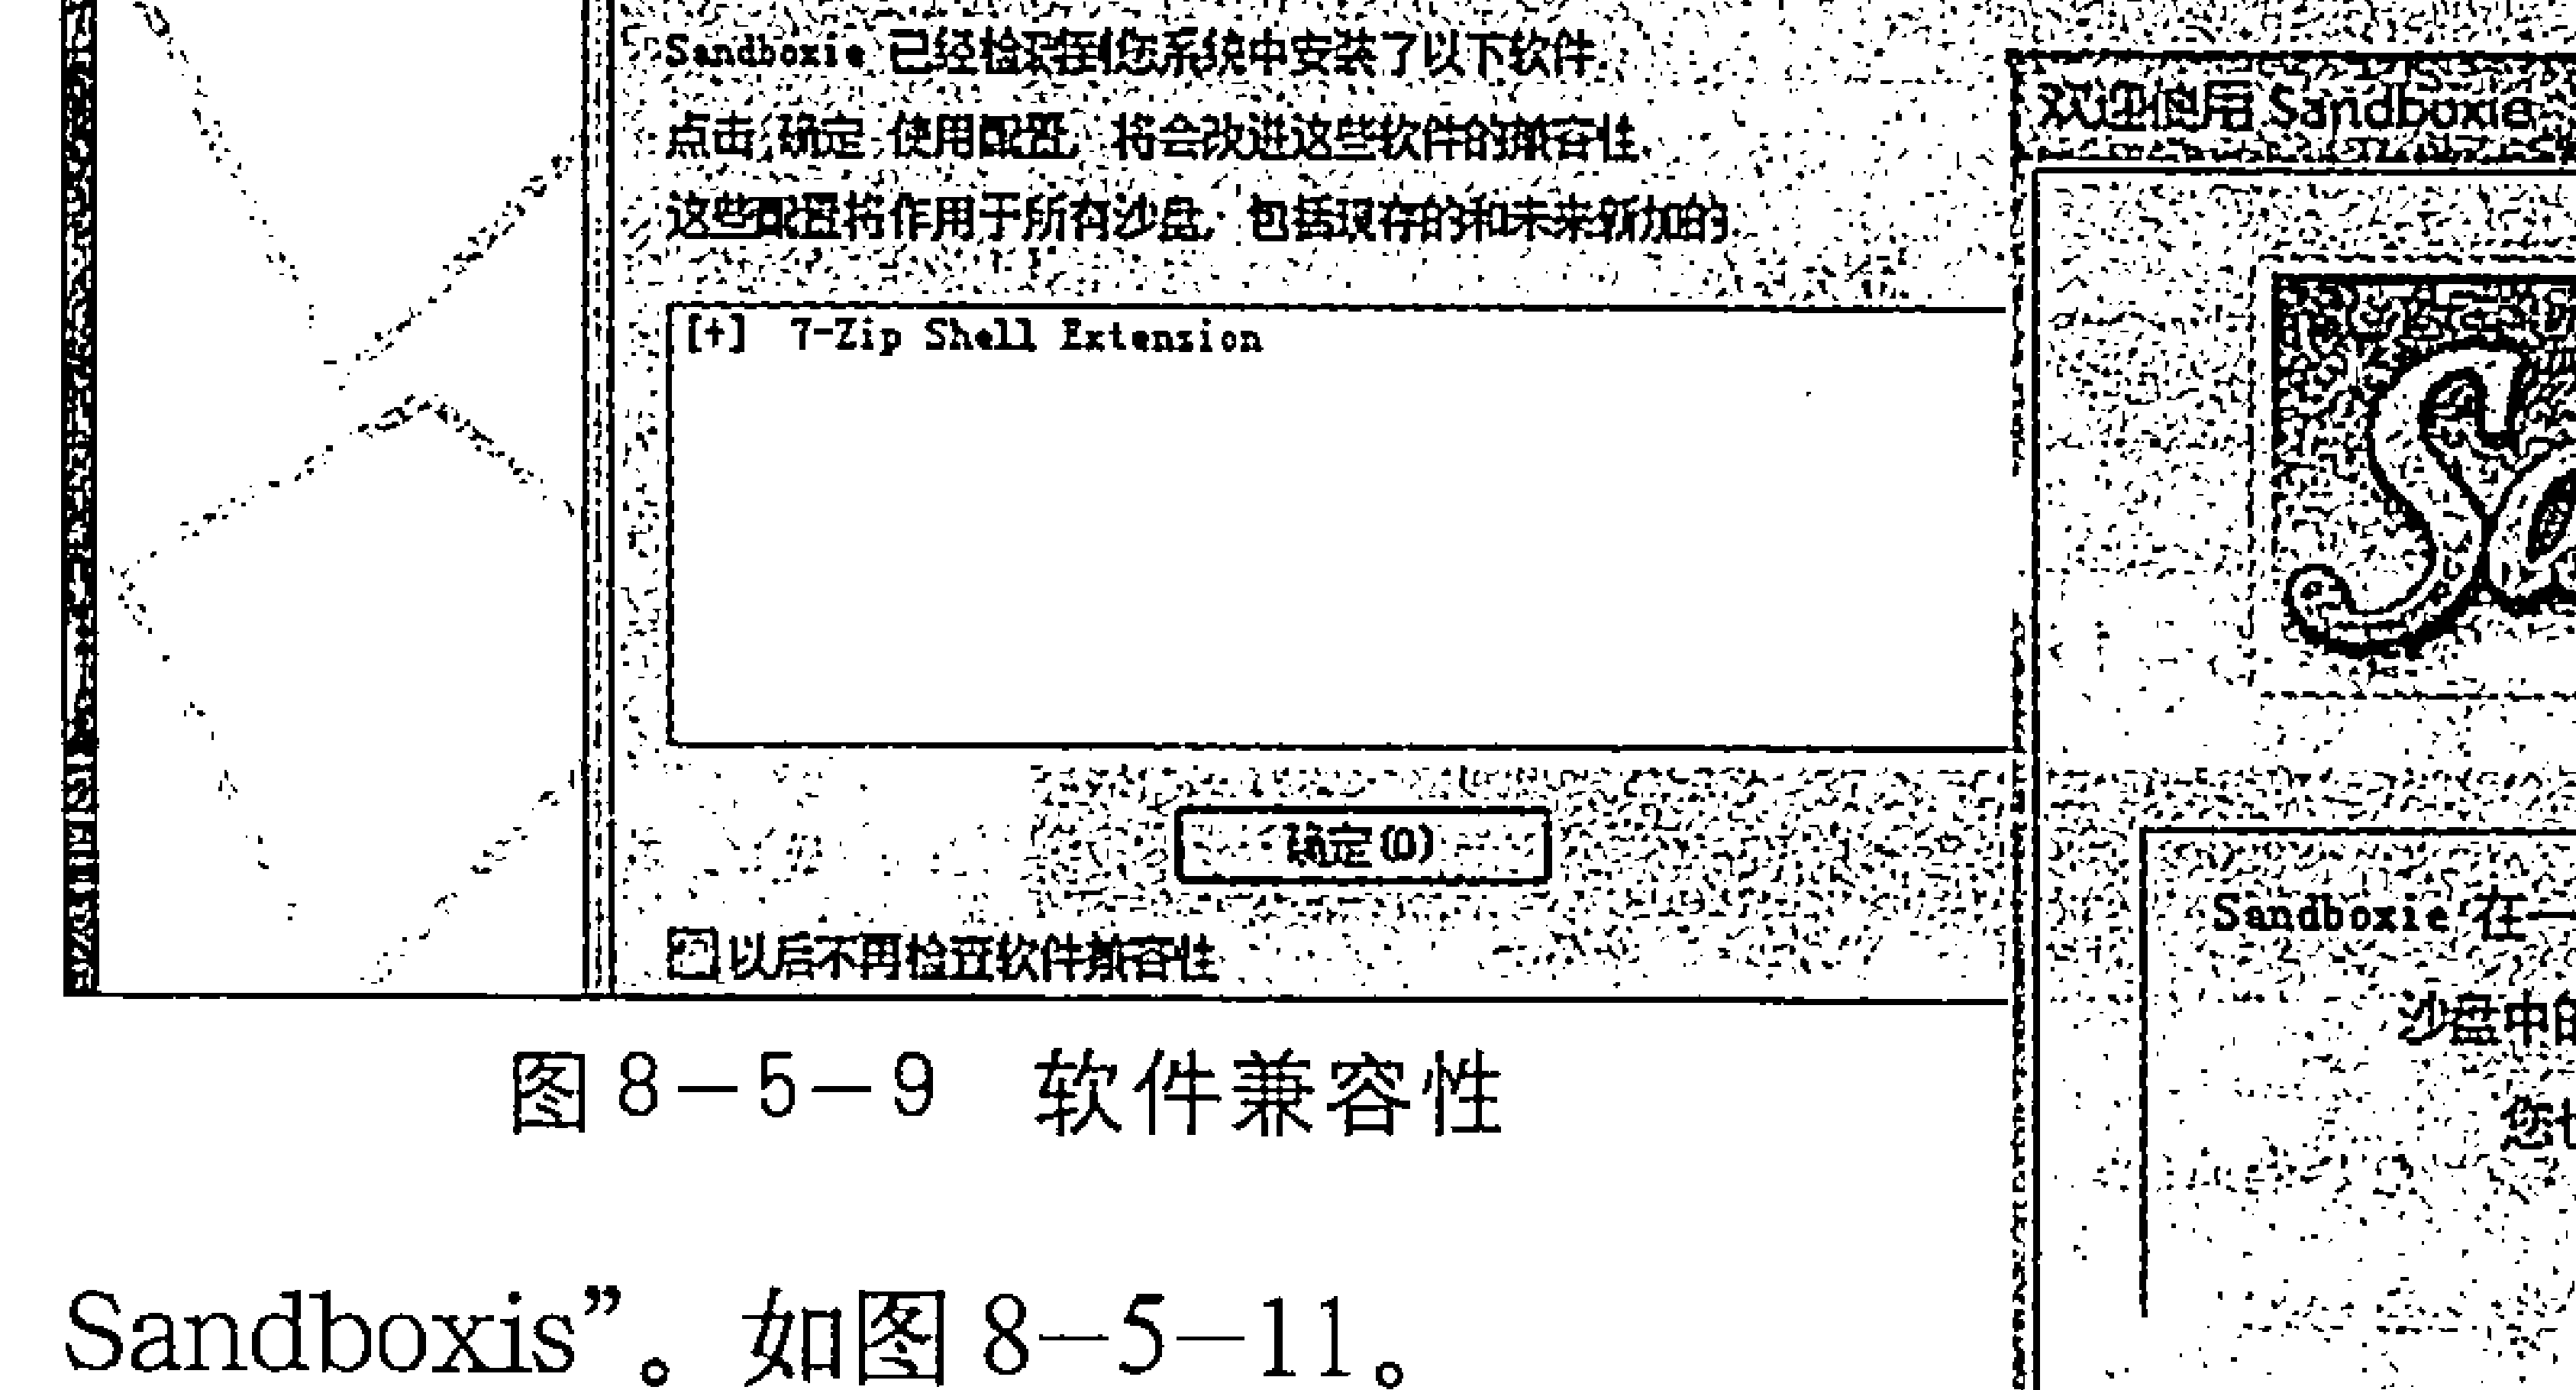 Sandboxie 已经检测到您系统中安装了以下软件
点击 确定 使用配置 将会改进这些软件的兼容性
这些配置将作用于所有沙盘 包括现存的和未来新加的
[+] 7-Zip Shell Extension
确定(O)
以后不再检查软件兼容性
图8-5-9 软件兼容性
Sandboxis”。如图 8-5-11。
欢迎使用 Sandboxie
Sa
Sandboxie 在一
沙盘中的
您也